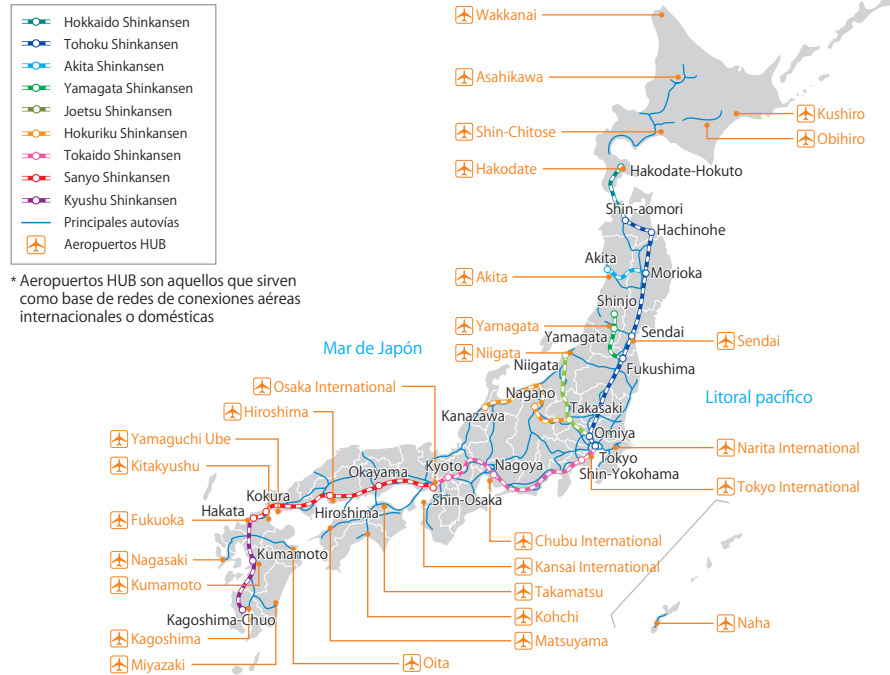 Hokkaido Shinkansen
Tohoku Shinkansen
Akita Shinkansen
Yamagata Shinkansen
Joetsu Shinkansen
Hokuriku Shinkansen
Tokaido Shinkansen
Sanyo Shinkansen
Kyushu Shinkansen
Principales autovías
Aeropuertos HUB
* Aeropuertos HUB son aquellos que sirven
como base de redes de conexiones aéreas
internacionales o domésticas
Wakkanai
Asahikawa
Kushiro
Shin-Chitose
Obihiro
Hakodate
Hakodate-Hokuto
Shin-aomori
Hachinohe
Akita
Morioka
Akita
Shinjo
Yamagata
Sendai
Yamagata
Sendai
Mar de Japón
Niigata
Niigata
Fukushima
Osaka International
Nagano
Litoral pacífico
Hiroshima
Kanazawa
Takasaki
Yamaguchi Ube
Omiya
Narita International
Kitakyushu
Okayama
Kyoto
Nagoya
Tokyo
Shin-Yokohama
Tokyo International
Kokura
Hakata
Hiroshima
Shin-Osaka
Fukuoka
Chubu International
Kumamoto
Nagasaki
Kansai International
Kumamoto
Takamatsu
Kagoshima-Chuo
Kohchi
Naha
Kagoshima
Matsuyama
Miyazaki
Oita